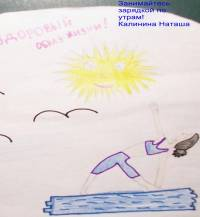 Занимайтесь
зарядкой по
утрам!
Калинина Наташа
ЗДОРОВЫЙ
ОБРАЗ ЖИЗНИ!